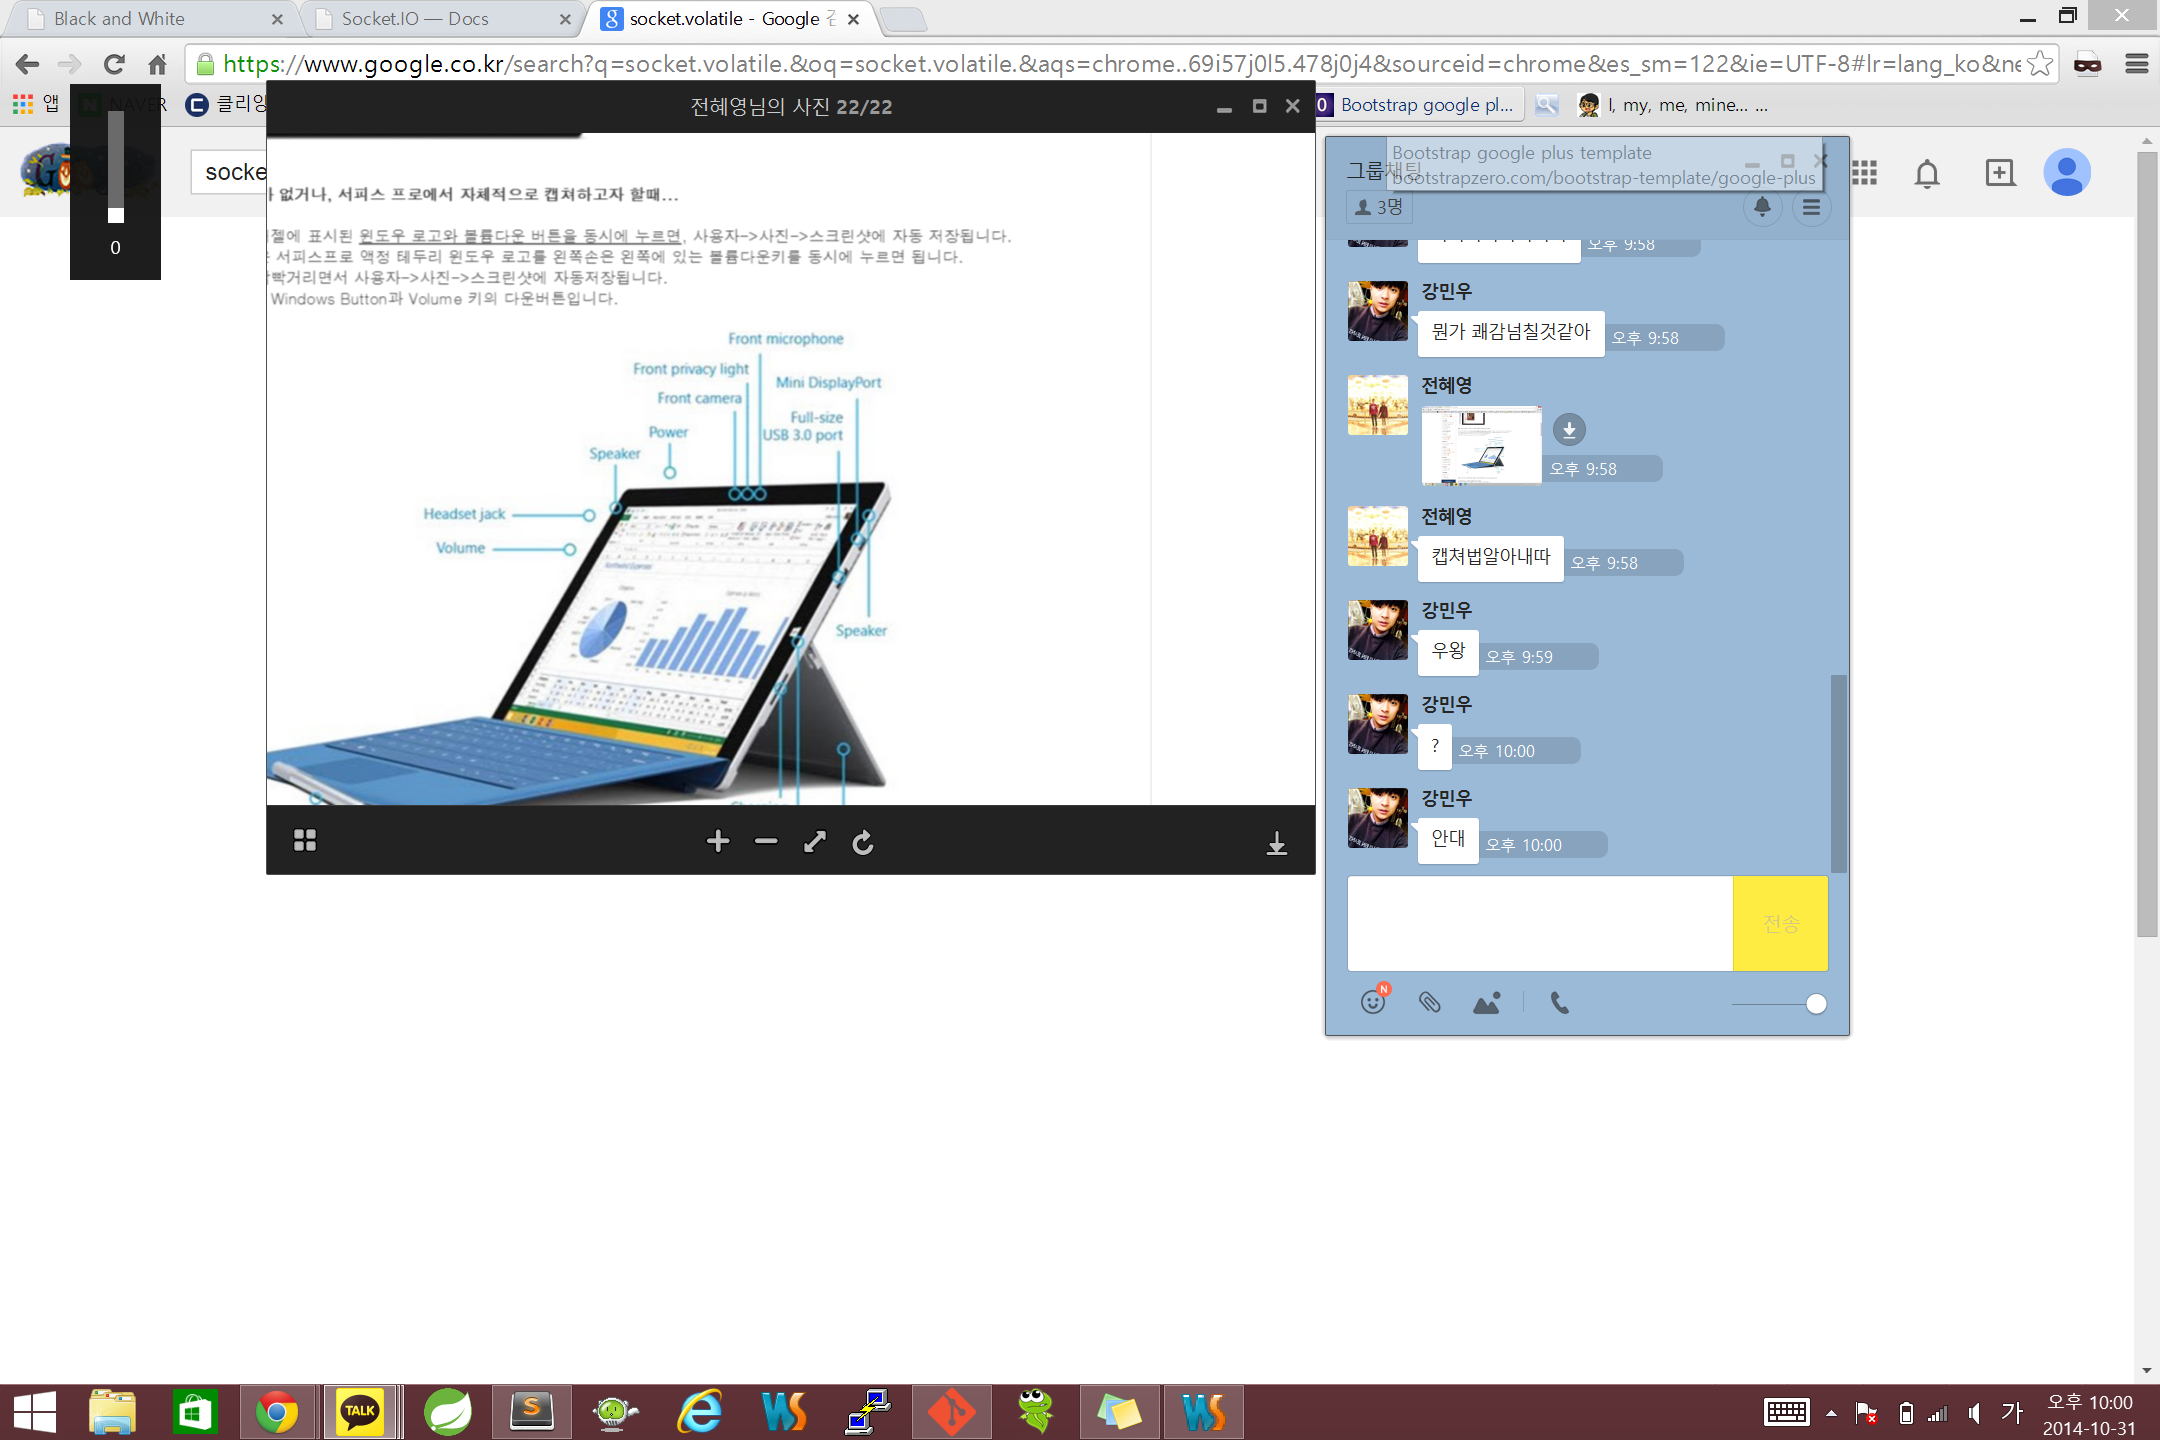 Black and White
Socket.IO — Docs
socket.volatile - Google
https://www.google.co.kr/search?q=socket.volatile.&oq=socket.volatile.&aqs=chrome..69i57j0l5.478j0j4&sourceid=chrome&es_sm=122&ie=UTF-8#lr=lang_ko&ne
앱
NAVER
클리앙
Bootstrap google pl...
I, my, me, mine... ...
0
전혜영님의 사진 22/22
socke
없거나, 서피스 프로에서 자체적으로 캡쳐하고자 할때...
젤에 표시된 윈도우 로고와 볼륨다운 버튼을 동시에 누르면, 사용자->사진->스크린샷에 자동 저장됩니다.
서피스프로 액정 테두리 윈도우 로고를 왼쪽손은 왼쪽에 있는 볼륨다운키를 동시에 누르면 됩니다.
빡거리면서 사용자->사진->스크린샷에 자동저장됩니다.
Windows Button과 Volume 키의 다운버튼입니다.
Front microphone
Front privacy light
Mini DisplayPort
Front camera
Full-size
USB 3.0 port
Power
Speaker
Headset jack
Volume
Speaker
그룹채팅
Bootstrap google plus template
bootstrapzero.com/bootstrap-template/google-plus
3명
오후 9:58
강민우
뭔가 쾌감넘칠것같아
오후 9:58
전혜영
오후 9:58
전혜영
캡쳐법알아내따
오후 9:58
강민우
우왕
오후 9:59
강민우
?
오후 10:00
강민우
안대
오후 10:00
전송
N
TALK
가
오후 10:00
2014-10-31